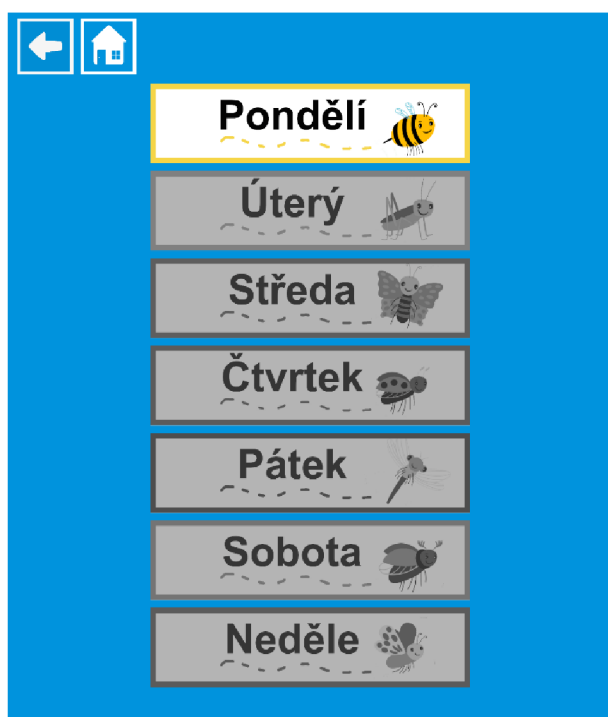 Pondělí
Úterý
Středa
Čtvrtek
Pátek
Sobota
Neděle